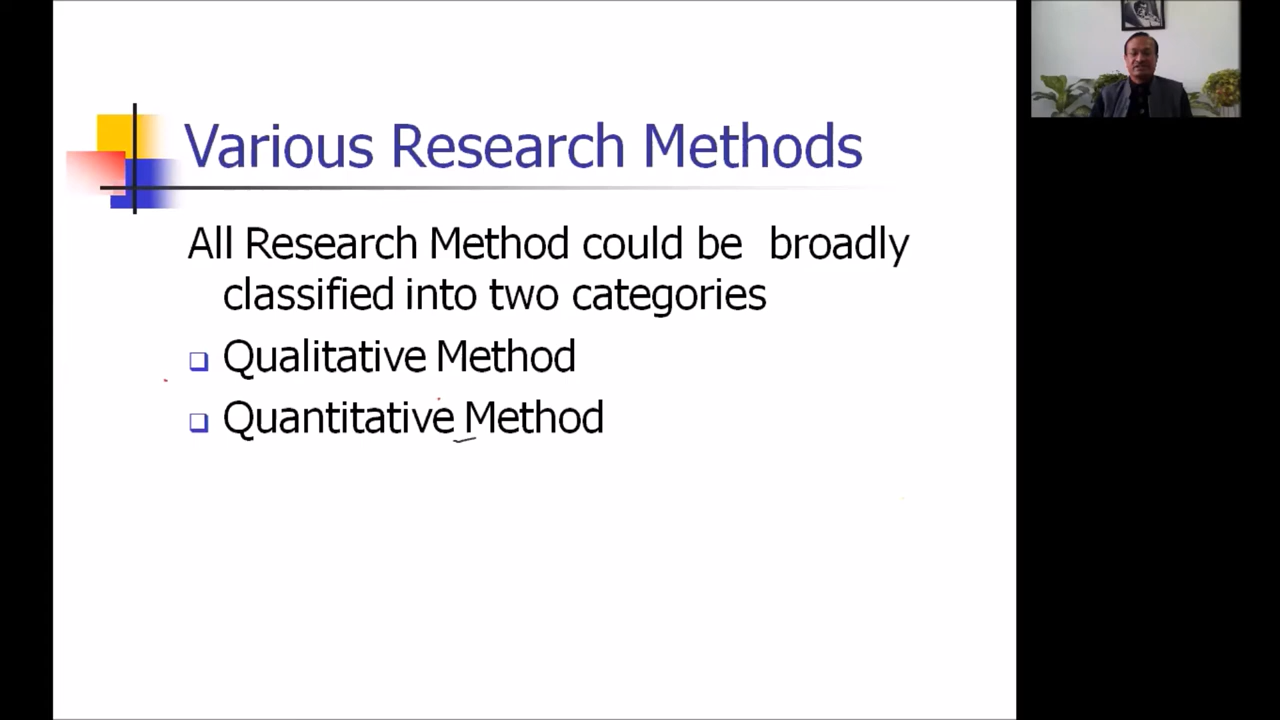 Various Research Methods
All Research Method could be broadly
classified into two categories
Qualitative Method
Quantitative Method